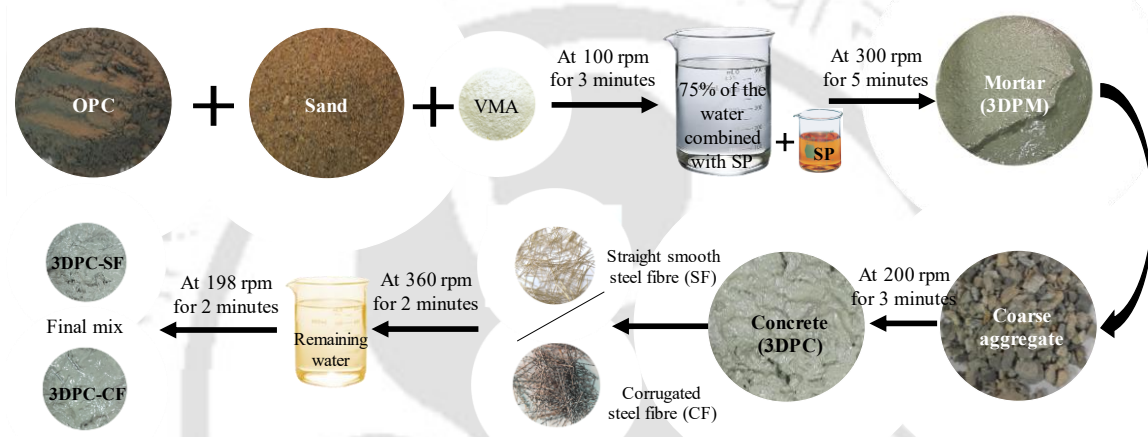 OPC
+
Sand
+
VMA
At 100 rpm
for 3 minutes
75% of the
water
combined
with SP
+
SP
At 300 rpm
for 5 minutes
Mortar
(3DPM)
Coarse
aggregate
At 200 rpm
for 3 minutes
Concrete
(3DPC)
Straight smooth
steel fibre (SF)
Corrugated
steel fibre (CF)
At 360 rpm
for 2 minutes
Remaining
water
At 198 rpm
for 2 minutes
3DPC-SF
Final mix
3DPC-CF